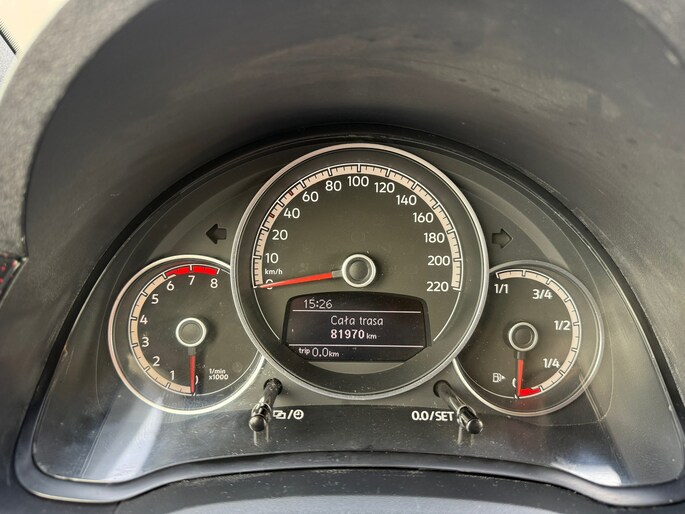 0 10 20 40 60 80 100 120 140 160 180 200 220
km/h
15:26
Cała trasa
81970 km
trip 0.0 km
0 1 2 3 4 5 6 7 8
1/min
x1000
1/1 3/4 1/2 1/4 0
/
0.0/SET